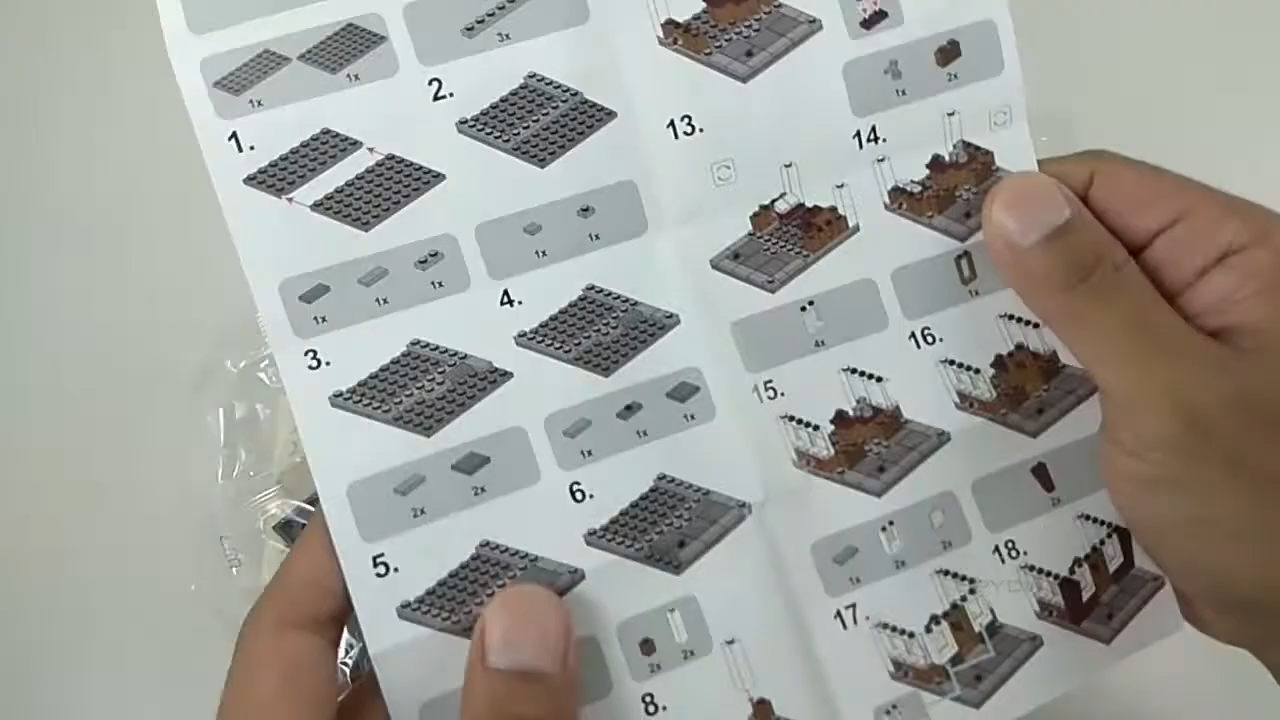 1x
1x
3x
1.
2.
1x
1x
1x
1x
1x
3.
4.
2x
2x
1x
1x
1x
5.
6.
2x
2x
8.
1x
2x
13.
14.
4x
1x
15.
16.
1x
2x
2x
2x
17.
18.